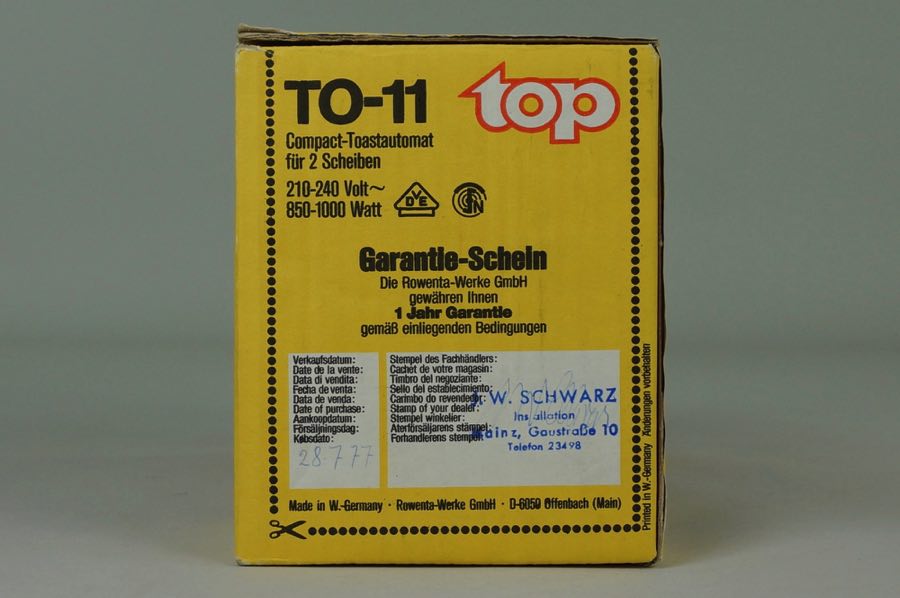 TO-11
top
Compact-Toastautomat
für 2 Scheiben
210-240 Volt~
850-1000 Watt
VDE
Garantie-Schein
Die Rowenta-Werke GmbH
gewähren Ihnen
1 Jahr Garantie
gemäß einliegenden Bedingungen
Verkaufsdatum:
Date de la vente:
Data di vendita:
Fecha de venta:
Data de venda:
Date of purchase:
Aankoopdatum:
Försäljningsdag:
Købsdato:
28.7.77
Stempel des Fachhändlers:
Cachet de votre magasin:
Timbro del negoziante:
Sello del establecimiento:
Carimbo do revendedor:
Stamp of your dealer:
Stempel winkelier:
Aterförsäljarens stämpel:
Forhandlerens stempel:
W. SCHWARZ
Installation
Mainz, Gaustraße 10
Telefon 23498
Made in W.-Germany · Rowenta-Werke GmbH · D-6050 Offenbach (Main)
Printed in W.-Germany Änderungen vorbehalten